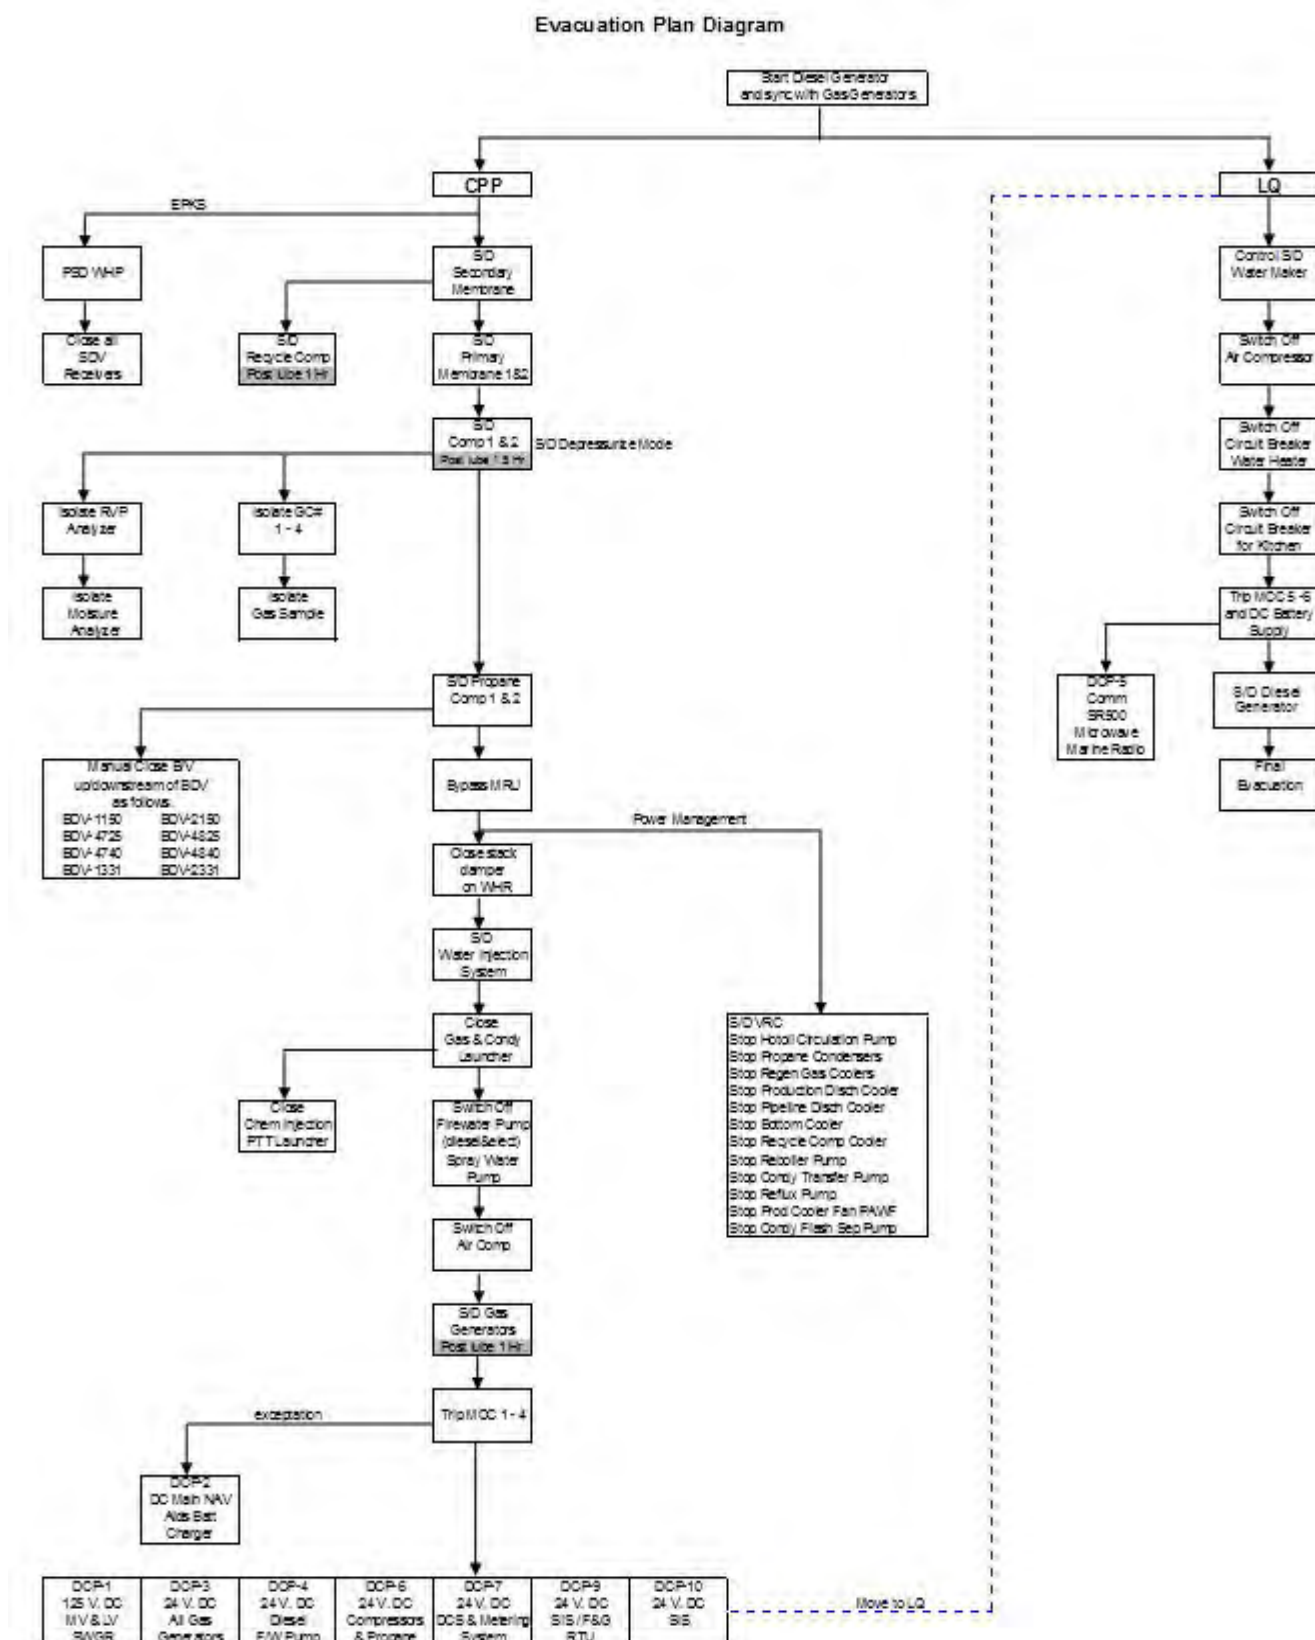 Evacuation Plan Diagram
Start Diesel Generator
and sync with Gas Generators
CPP
LQ
EPKS
PSD WHP
S/D
Secondary
Membrane
Control S/D
Water Maker
Close all
SDV
Receivers
S/D
Recycle Comp
Post lube 1 Hr
S/D
Primary
Membrane 1&2
Switch Off
Air Compressor
S/D
Comp 1 & 2
Post lube 1.5 Hr
S/D Depressurize Mode
Switch Off
Circuit Breaker
Water Heater
Isolate RVP
Analyzer
Isolate GC#
1 - 4
Switch Off
Circuit Breaker
for Kitchen
Isolate
Moisture
Analyzer
Isolate
Gas Sample
Trip MCC 5 -6
and DC Battery
Supply
S/D Propane
Comp 1 & 2
DCP-5
Comm
SR500
Microwave
Marine Radio
S/D Diesel
Generator
Manual Close B/V
up/downstream of BDV
as follows.
BDV-1150 BDV-2150
BDV-4725 BDV-4825
BDV-4740 BDV-4840
BDV-1331 BDV-2331
Bypass MRU
Final
Evacuation
Power Management
Close stack
damper
on WHR
S/D
Water Injection
System
Close
Gas & Condy
Launcher
S/D VRC
Stop Hotoil Circulation Pump
Stop Propane Condensers
Stop Regen Gas Coolers
Stop Production Disch Cooler
Stop Pipeline Disch Cooler
Stop Bottom Cooler
Stop Recycle Comp Cooler
Stop Reboiler Pump
Stop Condy Transfer Pump
Stop Reflux Pump
Stop Prod Cooler Fan PAWF
Stop Condy Flash Sep Pump
Close
Chem Injection
PTT Launcher
Switch Off
Firewater Pump
(diesel&elect)
Spray Water
Pump
Switch Off
Air Comp
S/D Gas
Generators
Post lube 1 Hr
Trip MCC 1 - 4
exceptation
DCP-2
DC Main NAV
Aids Batt
Charger
DCP-1
125 V. DC
MV & LV
SWGR
DCP-3
24 V. DC
All Gas
Generators
DCP-4
24 V. DC
Diesel
F/W Pump
DCP-6
24 V. DC
Compressors
& Propane
DCP-7
24 V. DC
DCS & Metering
System
DCP-9
24 V. DC
SIS / F&G
RTU
DCP-10
24 V. DC
SIS
Move to LQ